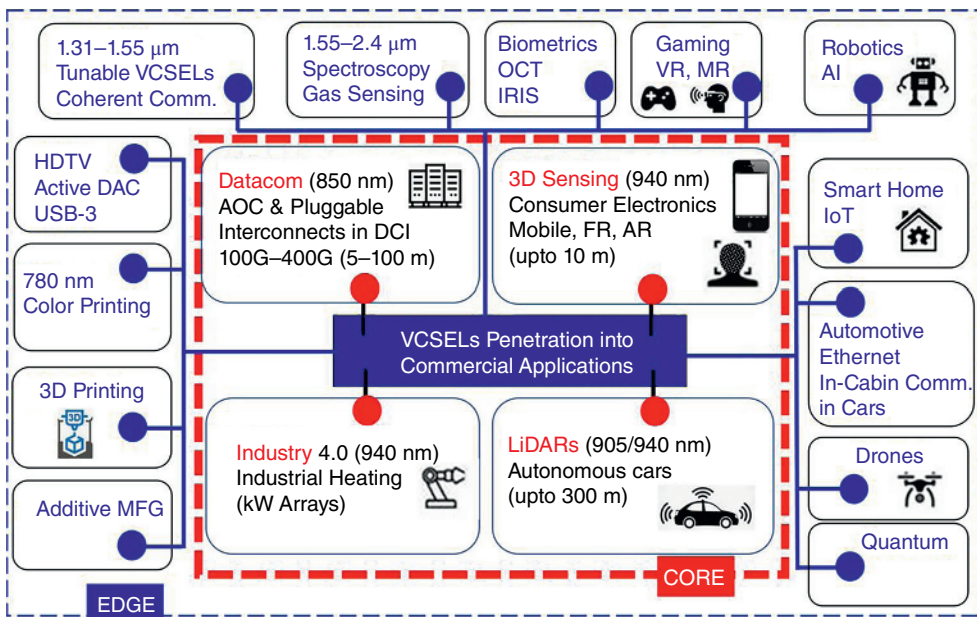 1.31–1.55 μm
Tunable VCSELs
Coherent Comm.
1.55–2.4 μm
Spectroscopy
Gas Sensing
Biometrics
OCT
IRIS
Gaming
VR, MR
Robotics
AI
HDTV
Active DAC
USB-3
780 nm
Color Printing
3D Printing
3D
Additive MFG
EDGE
Datacom (850 nm)
AOC & Pluggable
Interconnects in DCI
100G–400G (5–100 m)
3D Sensing (940 nm)
Consumer Electronics
Mobile, FR, AR
(upto 10 m)
VCSELs Penetration into
Commercial Applications
Industry 4.0 (940 nm)
Industrial Heating
(kW Arrays)
LiDARs (905/940 nm)
Autonomous cars
(upto 300 m)
CORE
Smart Home
IoT
Automotive
Ethernet
In-Cabin Comm.
in Cars
Drones
Quantum